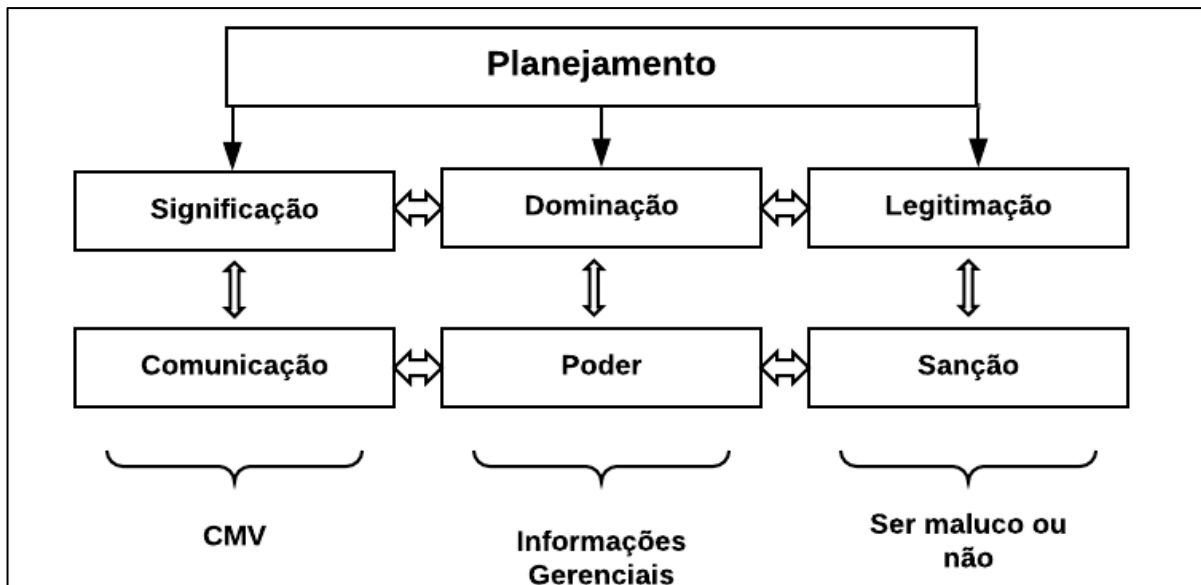 Planejamento
Significação
Dominação
Legitimação
Comunicação
Poder
Sanção
CMV
Informações
Gerenciais
Ser maluco ou
não